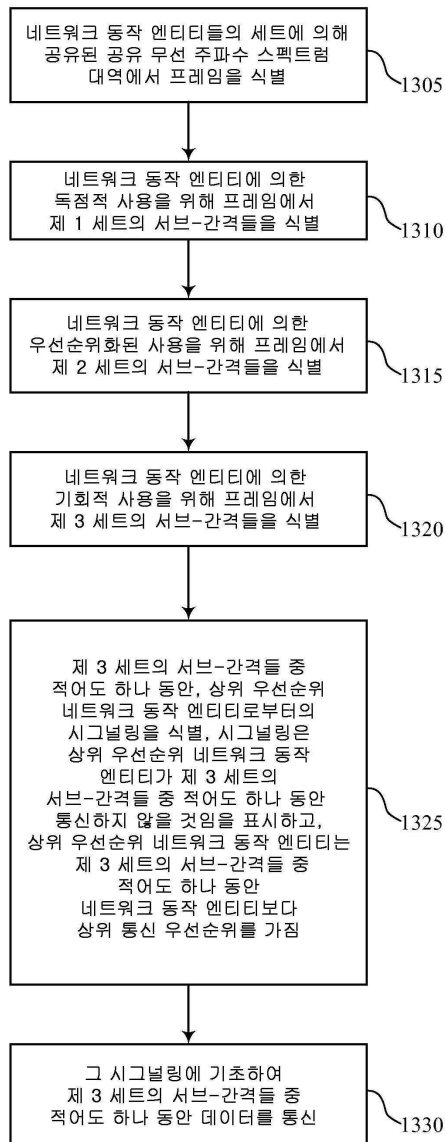 네트워크 동작 엔티티들의 세트에 의해
공유된 공유 무선 주파수 스펙트럼
대역에서 프레임을 식별
1305
네트워크 동작 엔티티에 의한
독점적 사용을 위해 프레임에서
제 1 세트의 서브-간격들을 식별
1310
네트워크 동작 엔티티에 의한
우선순위화된 사용을 위해 프레임에서
제 2 세트의 서브-간격들을 식별
1315
네트워크 동작 엔티티에 의한
기회적 사용을 위해 프레임에서
제 3 세트의 서브-간격들을 식별
1320
제 3 세트의 서브-간격들 중
적어도 하나 동안, 상위 우선순위
네트워크 동작 엔티티로부터의
시그널링을 식별, 시그널링은
상위 우선순위 네트워크 동작
엔티티가 제 3 세트의
서브-간격들 중 적어도 하나 동안
통신하지 않을 것임을 표시하고,
상위 우선순위 네트워크 동작 엔티티는
제 3 세트의 서브-간격들 중
적어도 하나 동안
네트워크 동작 엔티티보다
상위 통신 우선순위를 가짐
1325
그 시그널링에 기초하여
제 3 세트의 서브-간격들 중
적어도 하나 동안 데이터를 통신
1330